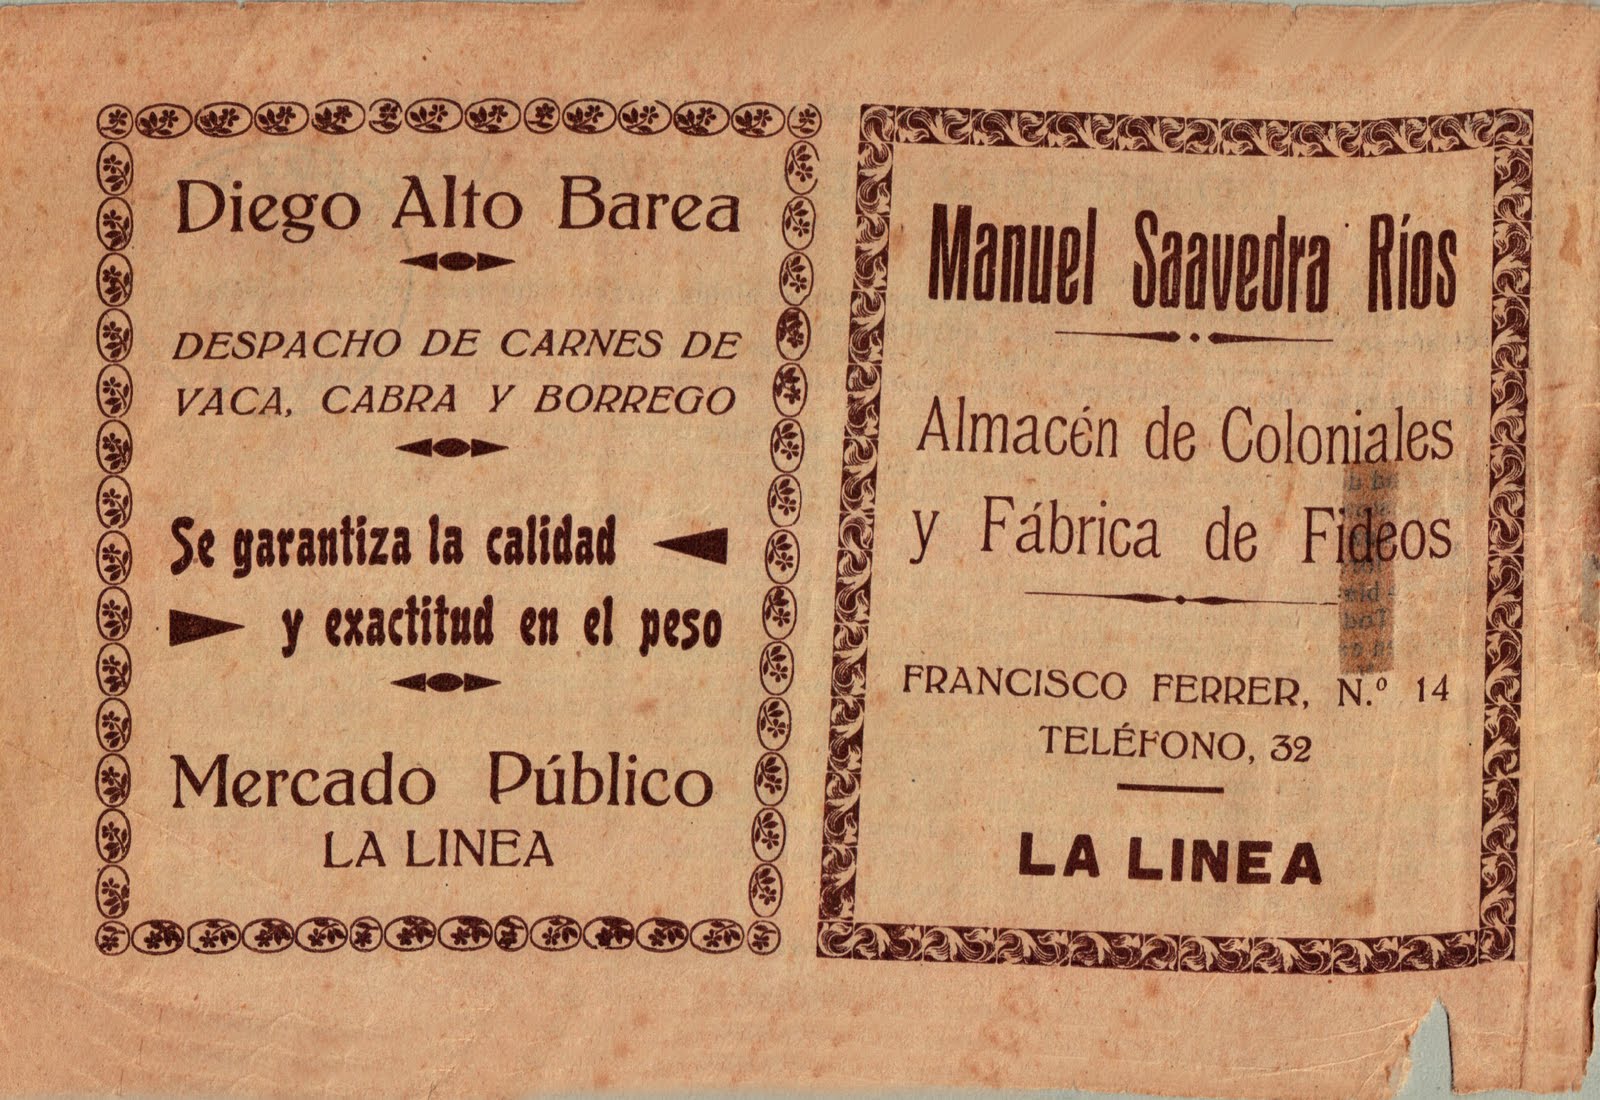 Diego Alto Barea
DESPACHO DE CARNES DE
VACA, CABRA Y BORREGO
Se garantiza la calidad
y exactitud en el peso
Mercado Público
LA LINEA
Manuel Saavedra Ríos
Almacén de Coloniales
y Fábrica de Fideos
FRANCISCO FERRER, N.º 14
TELÉFONO, 32
LA LINEA